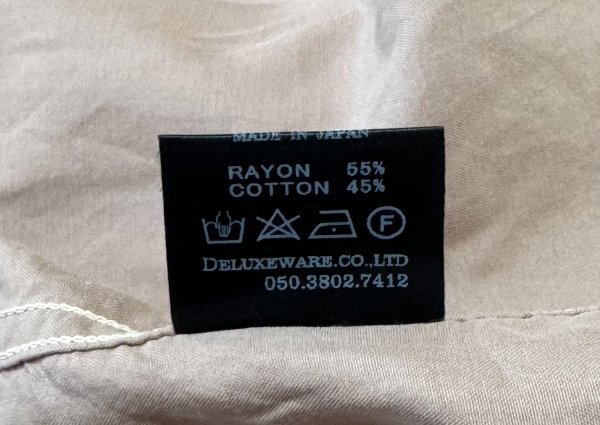 MADE IN JAPAN
RAYON 55%
COTTON 45%
F
DELUXEWARE.CO.,LTD
050.3802.7412